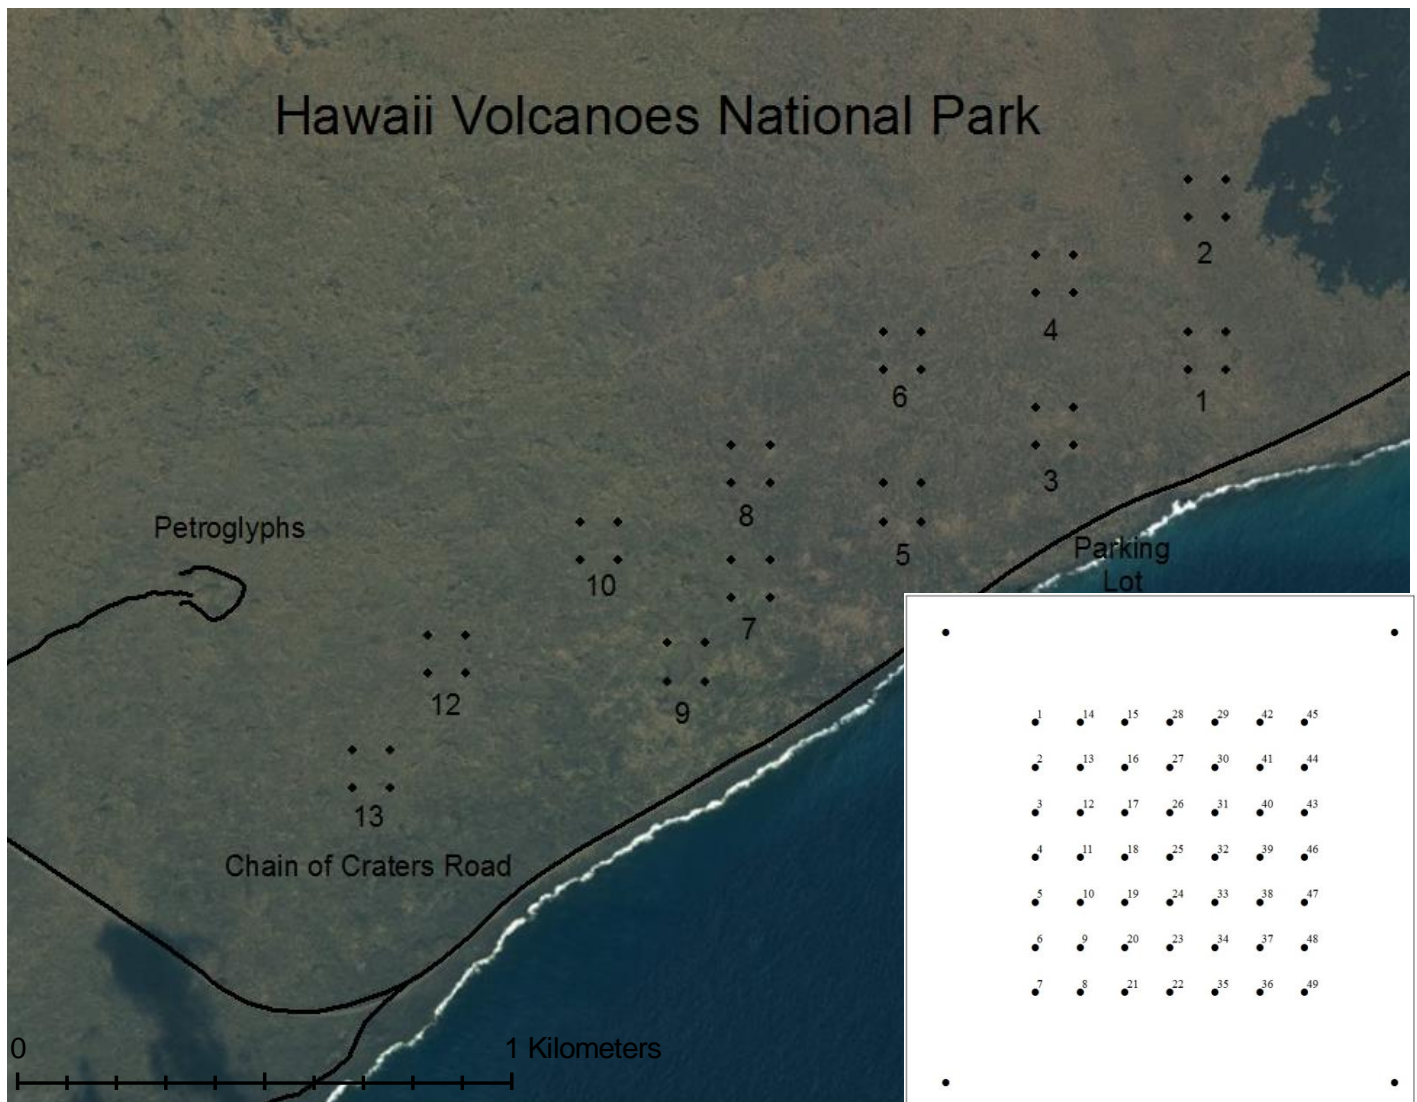 Hawaii Volcanoes National Park
2
4
6
1
3
8
5
Petroglyphs
Parking
Lot
10
7
12
9
13
Chain of Craters Road
0 1 Kilometers
1 14 15 28 29 42 45
2 13 16 27 30 41 44
3 12 17 26 31 40 43
4 11 18 25 32 39 46
5 10 19 24 33 38 47
6 9 20 23 34 37 48
7 8 21 22 35 36 49